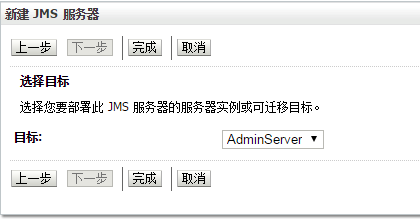 新建 JMS 服务器
上一步 下一步 完成 取消
选择目标
选择您要部署此 JMS 服务器的服务器实例或可迁移目标。
目标: AdminServer
上一步 下一步 完成 取消